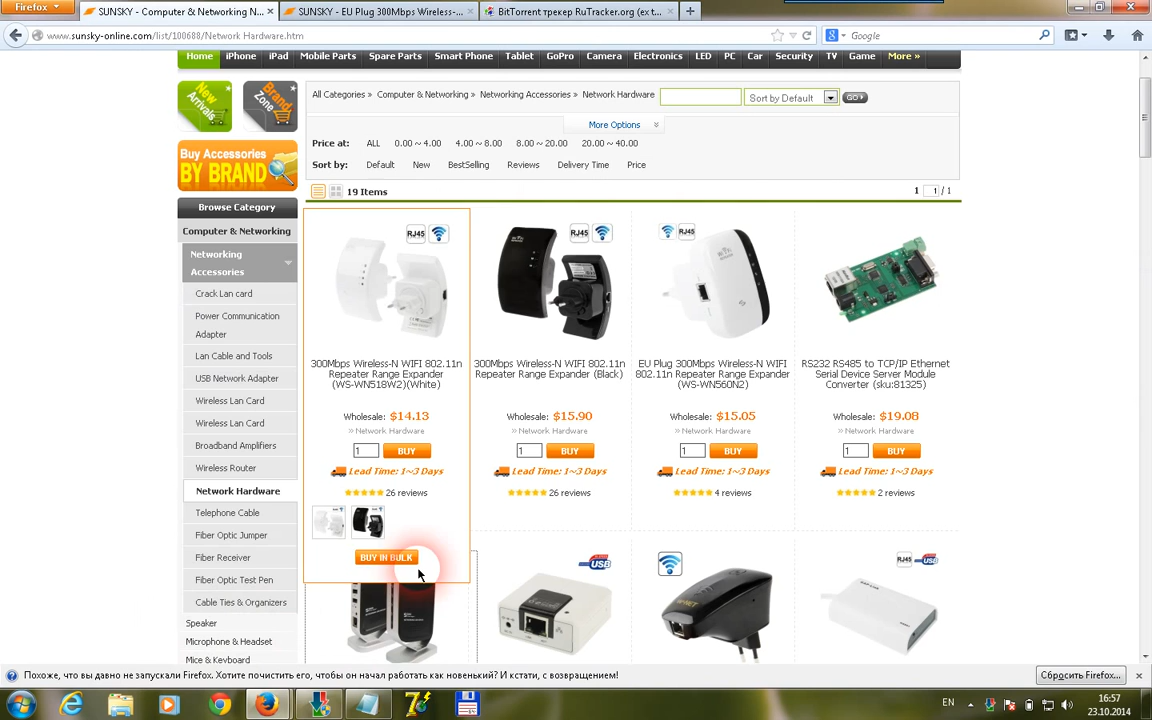 Firefox
SUNSKY - Computer & Networking N...
SUNSKY - EU Plug 300Mbps Wireless-...
BitTorrent трекер RuTracker.org (ex t...
www.sunsky-online.com/list/100688/Network Hardware.htm
Google
Home iPhone iPad Mobile Parts Spare Parts Smart Phone Tablet GoPro Camera Electronics LED PC Car Security TV Game More »
New Arrivals
Brand Zone
Buy Accessories
BY BRAND
All Categories » Computer & Networking » Networking Accessories » Network Hardware
Sort by Default
GO
More Options
Price at: ALL 0.00 ~ 4.00 4.00 ~ 8.00 8.00 ~ 20.00 20.00 ~ 40.00
Sort by: Default New BestSelling Reviews Delivery Time Price
19 Items
1 1 / 1
Browse Category
Computer & Networking
Networking
Accessories
Crack Lan card
Power Communication
Adapter
Lan Cable and Tools
USB Network Adapter
Wireless Lan Card
Wireless Lan Card
Broadband Amplifiers
Wireless Router
Network Hardware
Telephone Cable
Fiber Optic Jumper
Fiber Receiver
Fiber Optic Test Pen
Cable Ties & Organizers
Speaker
Microphone & Headset
Mice & Keyboard
RJ45
300Mbps Wireless-N WIFI 802.11n
Repeater Range Expander
(WS-WN518W2)(White)
Wholesale: $14.13
» Network Hardware
1 BUY
Lead Time: 1~3 Days
26 reviews
BUY IN BULK
RJ45
300Mbps Wireless-N WIFI 802.11n
Repeater Range Expander (Black)
Wholesale: $15.90
» Network Hardware
1 BUY
Lead Time: 1~3 Days
26 reviews
RJ45
EU Plug 300Mbps Wireless-N WIFI
802.11n Repeater Range Expander
(WS-WN560N2)
Wholesale: $15.05
» Network Hardware
1 BUY
Lead Time: 1~3 Days
4 reviews
RS232 RS485 to TCP/IP Ethernet
Serial Device Server Module
Converter (sku:81325)
Wholesale: $19.08
» Network Hardware
1 BUY
Lead Time: 1~3 Days
2 reviews
USB
RJ45
USB
Похоже, что вы давно не запускали Firefox. Хотите почистить его, чтобы он начал работать как новенький? И кстати, с возвращением!
Сбросить Firefox...
EN
16:57
23.10.2014